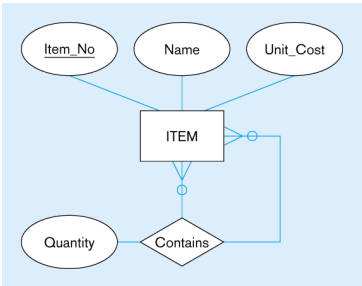 Item_No
Name
Unit_Cost
ITEM
Quantity
Contains